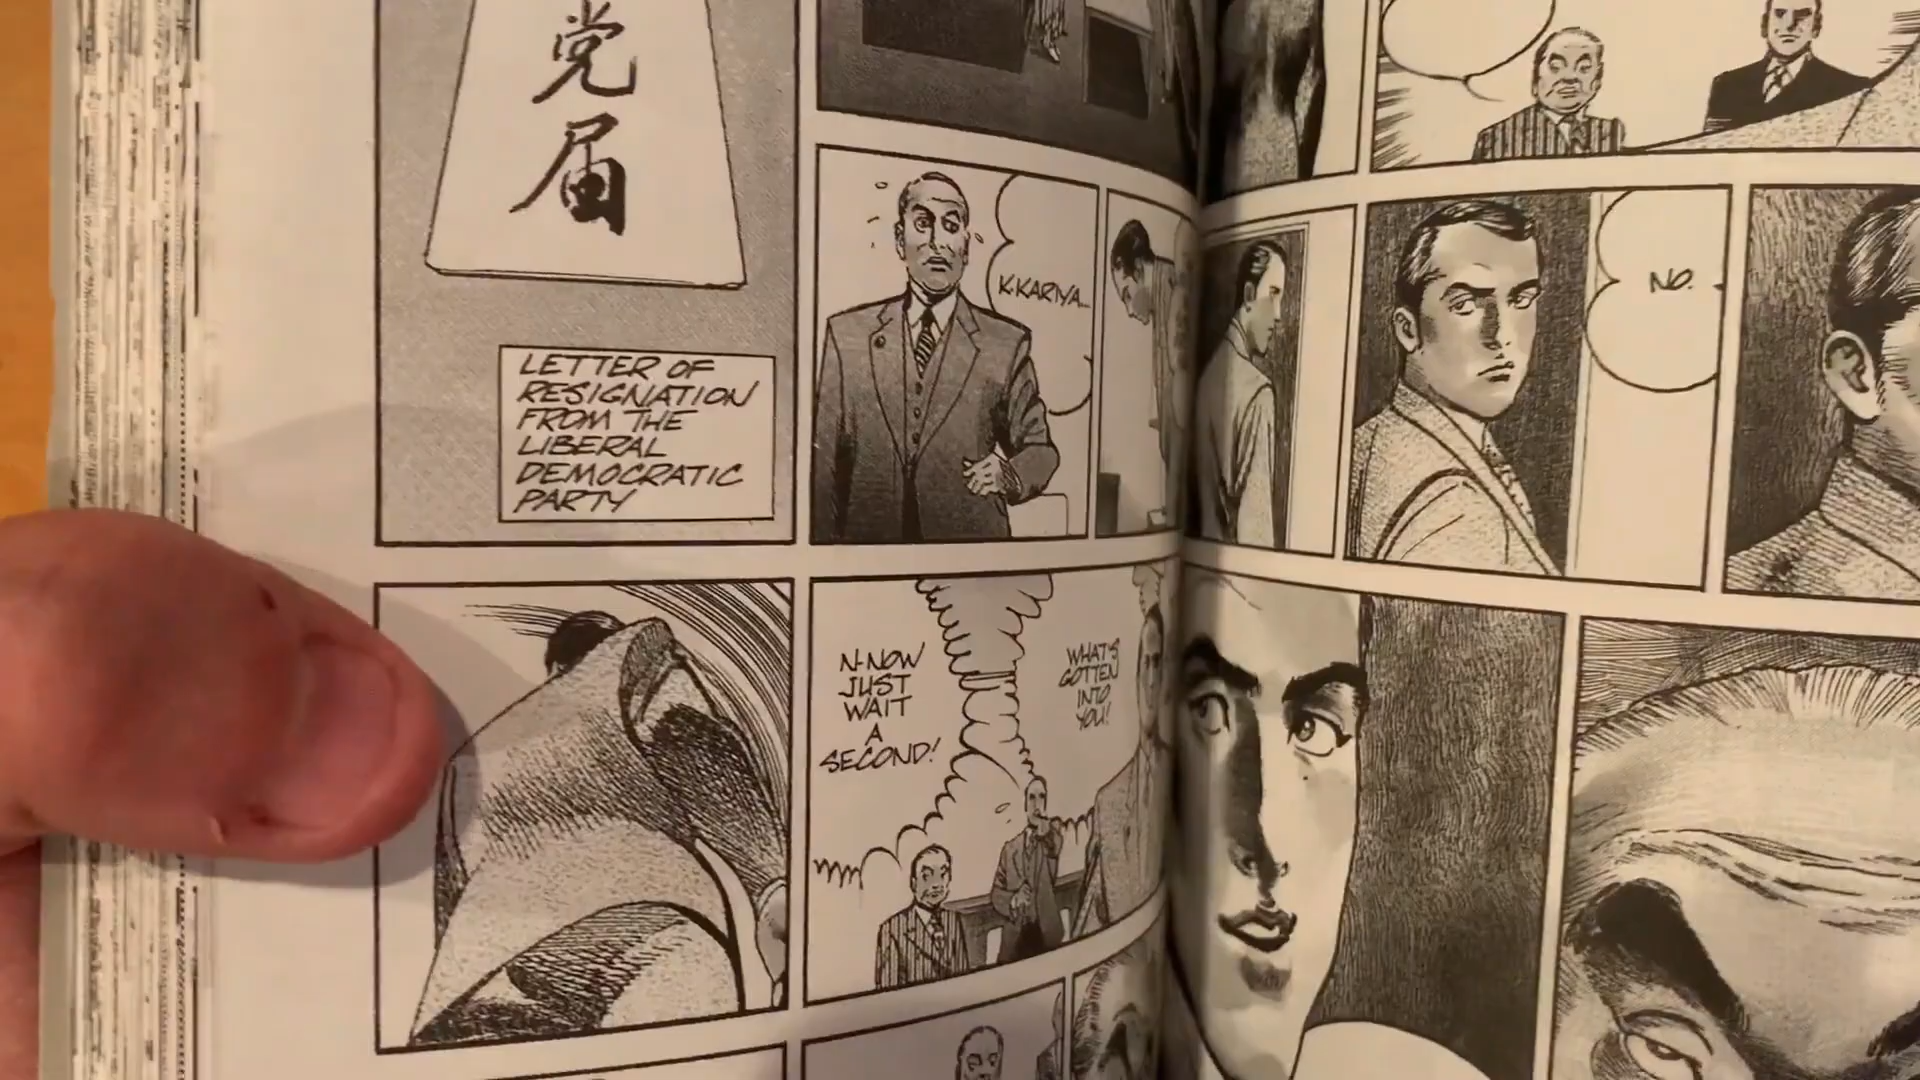 党
届
LETTER OF
RESIGNATION
FROM THE
LIBERAL
DEMOCRATIC
PARTY
K-KARIYA...
NO.
N-NOW
JUST
WAIT
A
SECOND!
WHAT'S
GOTTEN
INTO
YOU!